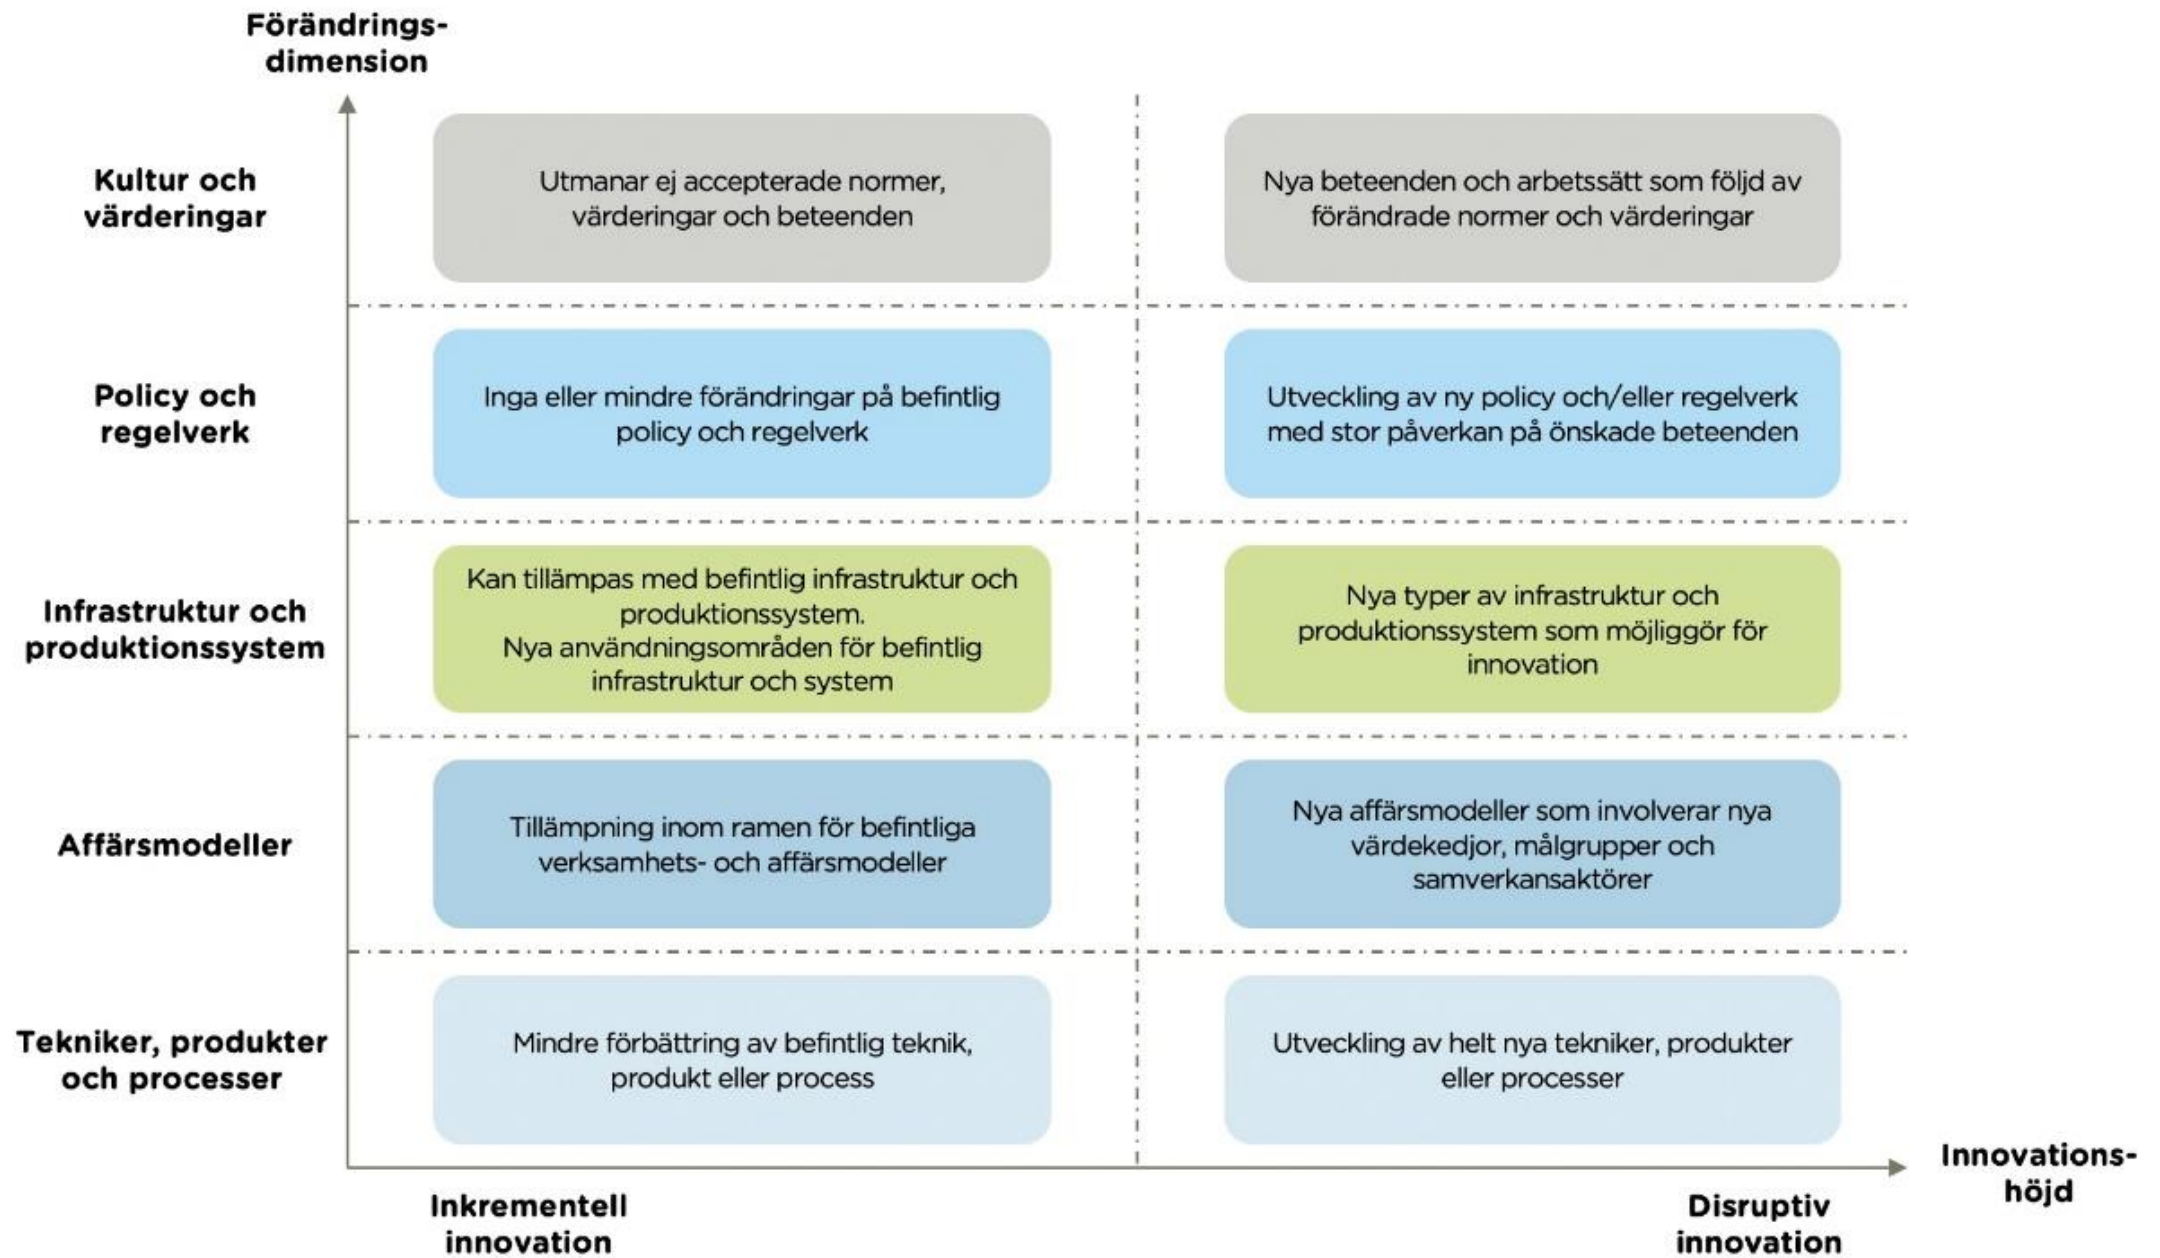 Förändrings-
dimension
Kultur och
värderingar
Utmanar ej accepterade normer,
värderingar och beteenden
Nya beteenden och arbetssätt som följd av
förändrade normer och värderingar
Policy och
regelverk
Inga eller mindre förändringar på befintlig
policy och regelverk
Utveckling av ny policy och/eller regelverk
med stor påverkan på önskade beteenden
Infrastruktur och
produktionssystem
Kan tillämpas med befintlig infrastruktur och
produktionssystem.
Nya användningsområden för befintlig
infrastruktur och system
Nya typer av infrastruktur och
produktionssystem som möjliggör för
innovation
Affärsmodeller
Tillämpning inom ramen för befintliga
verksamhets- och affärsmodeller
Nya affärsmodeller som involverar nya
värdekedjor, målgrupper och
samverkansaktörer
Tekniker, produkter
och processer
Mindre förbättring av befintlig teknik,
produkt eller process
Utveckling av helt nya tekniker, produkter
eller processer
Innovations-
höjd
Inkrementell
innovation
Disruptiv
innovation